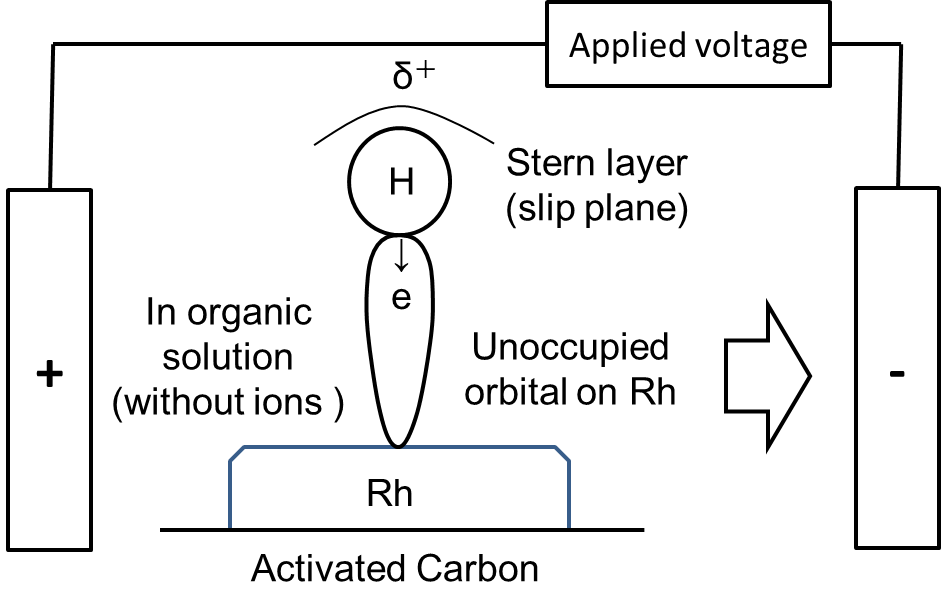 Applied voltage
δ+
H
Stern layer
(slip plane)
e
In organic
solution
(without ions )
Unoccupied
orbital on Rh
+
-
Rh
Activated Carbon